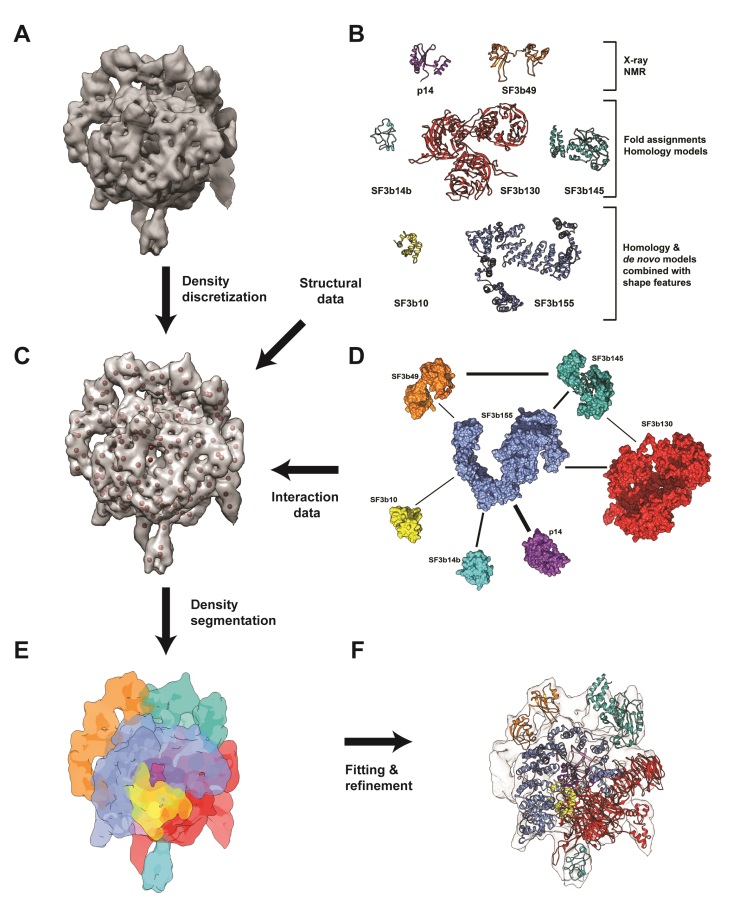 A
B
p14
SF3b49
X-ray
NMR
SF3b14b
SF3b130
SF3b145
Fold assignments
Homology models
SF3b10
SF3b155
Homology &
de novo models
combined with
shape features
Density
discretization
Structural
data
C
D
SF3b49
SF3b145
SF3b155
SF3b130
SF3b10
SF3b14b
p14
Interaction
data
Density
segmentation
E
F
Fitting &
refinement